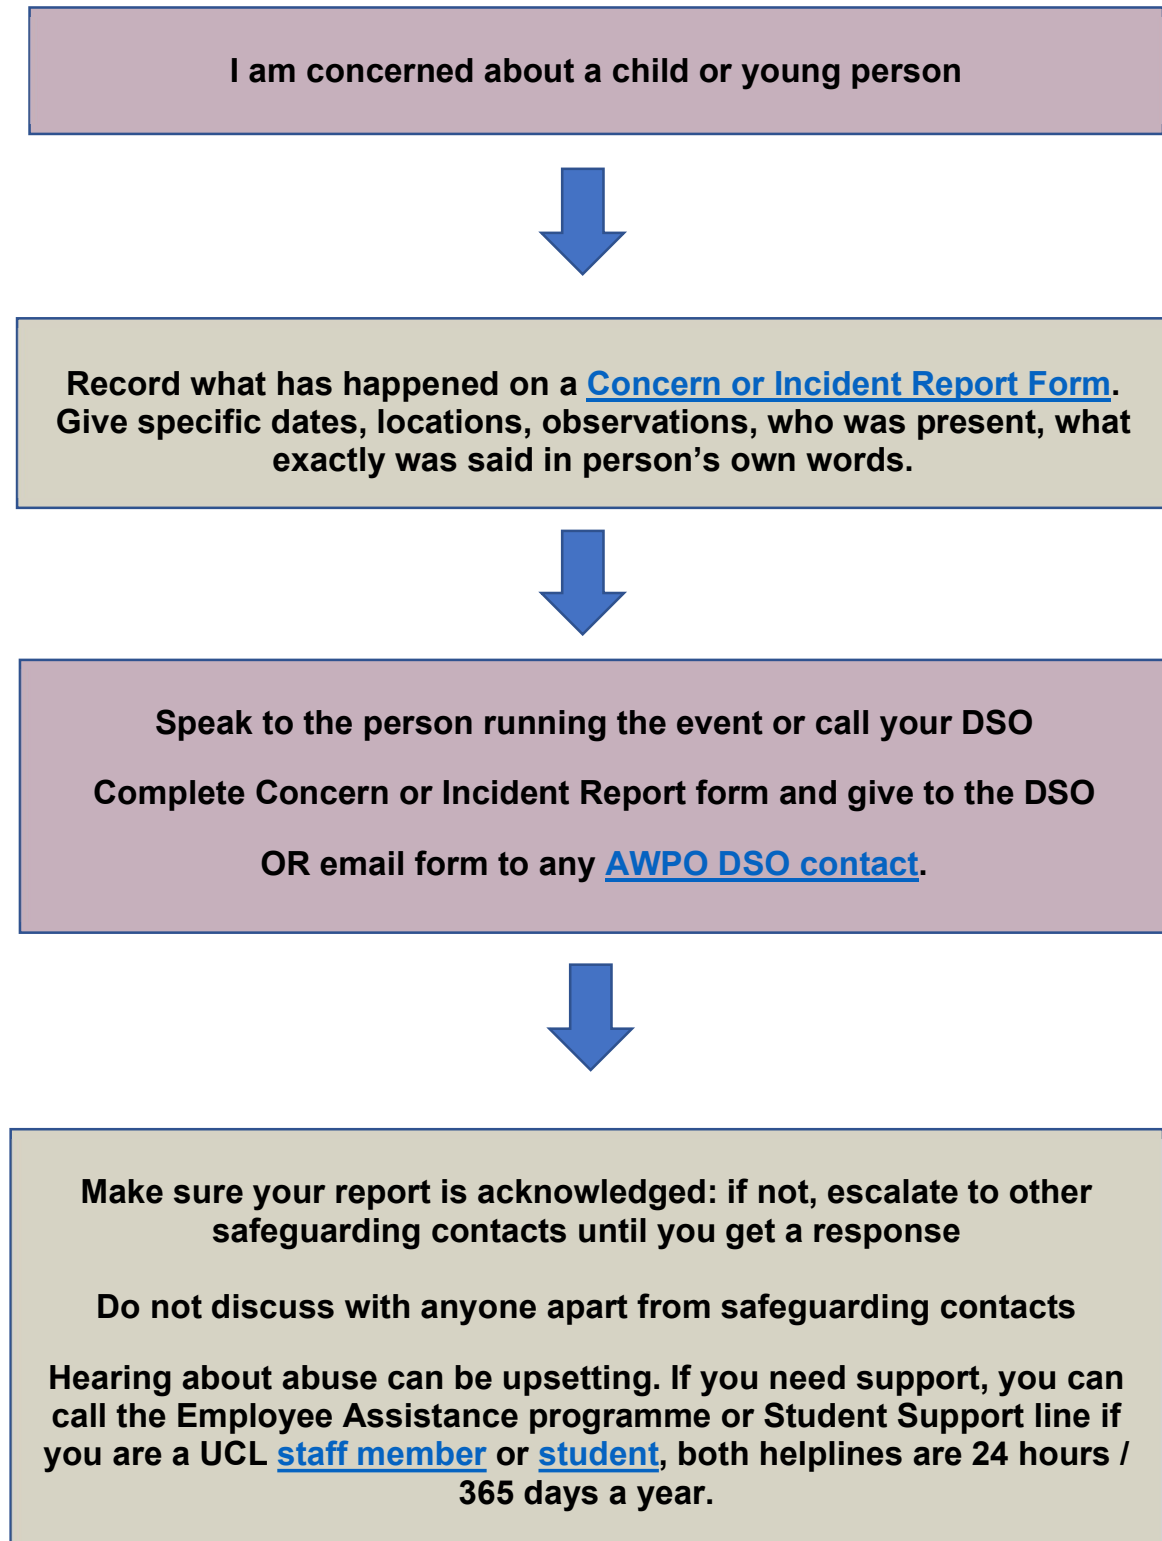 I am concerned about a child or young person
Record what has happened on a Concern or Incident Report Form.
Give specific dates, locations, observations, who was present, what
exactly was said in person’s own words.
Speak to the person running the event or call your DSO
Complete Concern or Incident Report form and give to the DSO
OR email form to any AWPO DSO contact.
Make sure your report is acknowledged: if not, escalate to other
safeguarding contacts until you get a response
Do not discuss with anyone apart from safeguarding contacts
Hearing about abuse can be upsetting. If you need support, you can
call the Employee Assistance programme or Student Support line if
you are a UCL staff member or student, both helplines are 24 hours /
365 days a year.